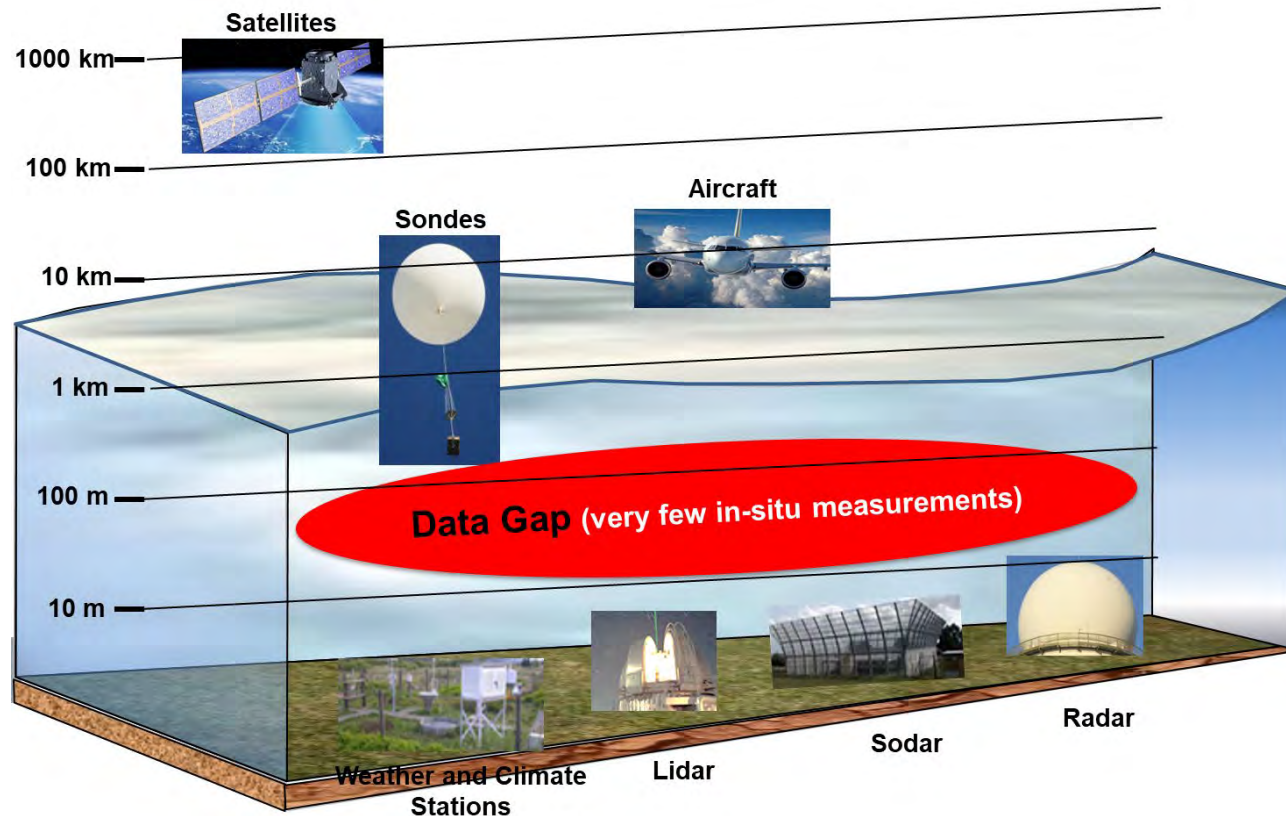 Satellites
1000 km
100 km
Aircraft
Sondes
10 km
1 km
100 m
Data Gap (very few in-situ measurements)
10 m
Radar
Sodar
Lidar
Weather and Climate
Stations